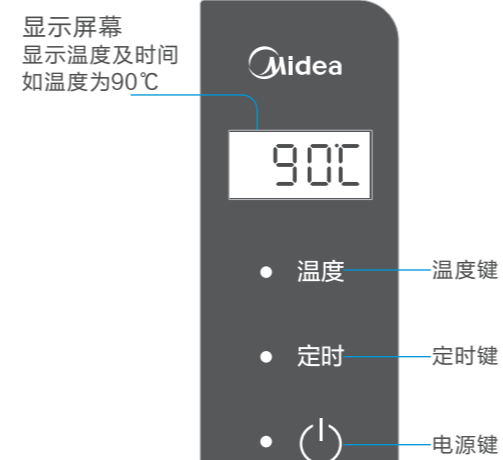 显示屏幕
显示温度及时间
如温度为90℃
Midea
90℃
温度
温度键
定时
定时键
电源键